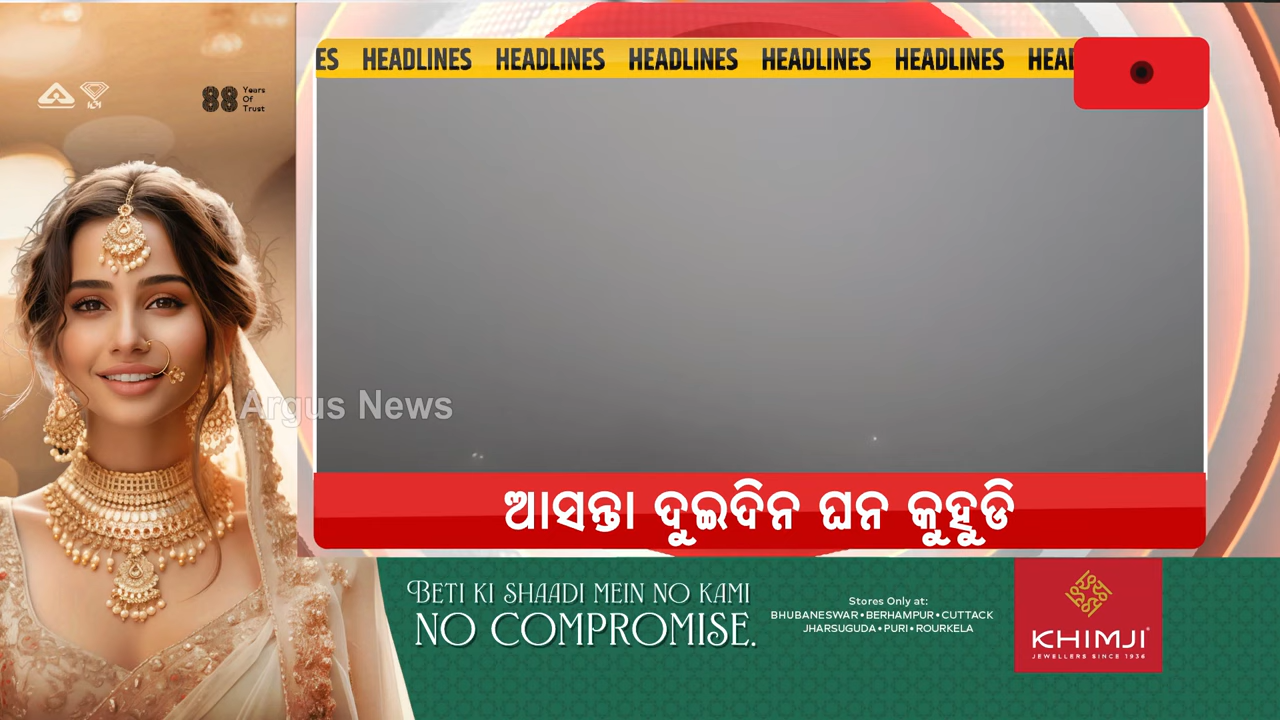 ES HEADLINES HEADLINES HEADLINES HEADLINES HEADLINES HEAD
88 Years
Of
Trust
Argus News
ଆସନ୍ତା ଦୁଇଦିନ ଘନ କୁହୁଡି
BETI KI SHAADI MEIN NO KAMI
NO COMPROMISE.
Stores Only at:
BHUBANESWAR • BERHAMPUR • CUTTACK
JHARSUGUDA • PURI • ROURKELA
KHIMJI®
JEWELLERS SINCE 1936